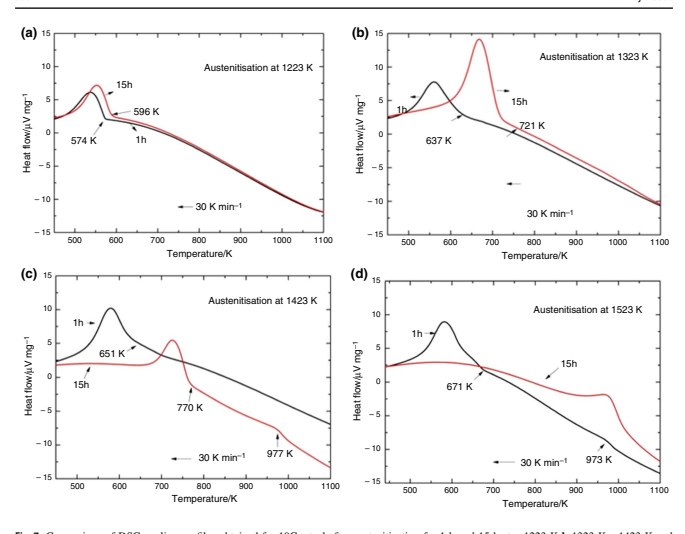 (a)
15
10
5
0
– 5
– 10
– 15
Heat flow/μV mg⁻¹
Austenitisation at 1223 K
15h
596 K
574 K
1h
30 K min⁻¹
500 600 700 800 900 1000 1100
Temperature/K
(b)
15
10
5
0
– 5
– 10
– 15
Heat flow/μV mg⁻¹
Austenitisation at 1323 K
1h
15h
637 K
721 K
30 K min⁻¹
500 600 700 800 900 1000 1100
Temperature/K
(c)
15
10
5
0
– 5
– 10
– 15
Heat flow/μV mg⁻¹
Austenitisation at 1423 K
1h
651 K
15h
770 K
977 K
30 K min⁻¹
500 600 700 800 900 1000 1100
Temperature/K
(d)
15
10
5
0
– 5
– 10
– 15
Heat flow/μV mg⁻¹
Austenitisation at 1523 K
1h
15h
671 K
973 K
30 K min⁻¹
500 600 700 800 900 1000 1100
Temperature/K